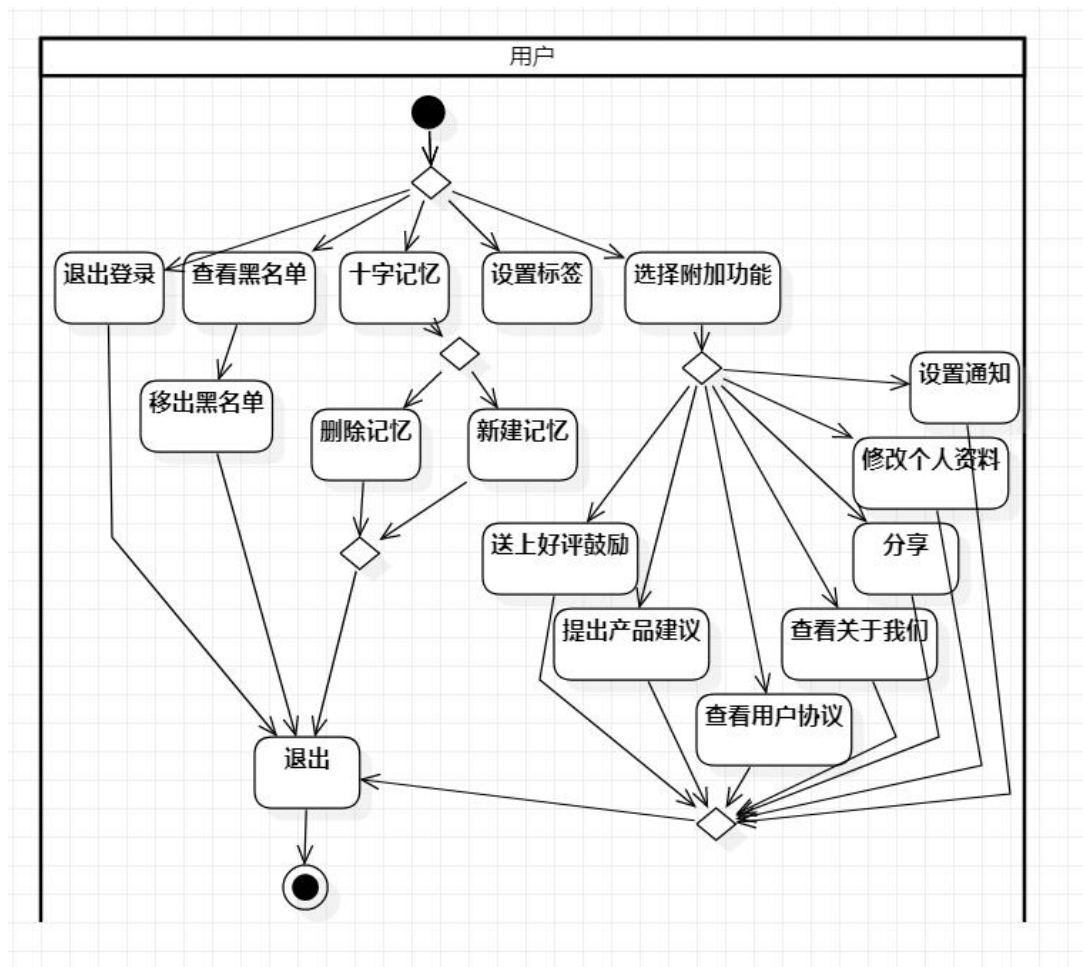 用户
退出登录
查看黑名单
十字记忆
设置标签
选择附加功能
设置通知
移出黑名单
删除记忆
新建记忆
修改个人资料
送上好评鼓励
分享
提出产品建议
查看关于我们
查看用户协议
退出